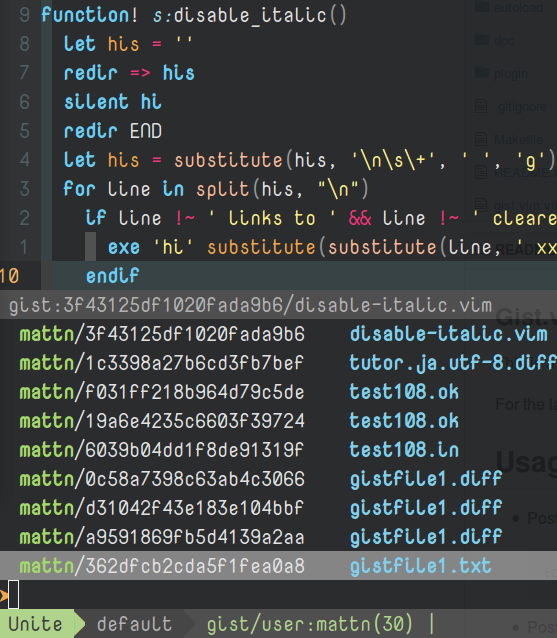 9 function! s:disable_italic()
8 let his = ''
7 redir => his
6 silent hi
5 redir END
4 let his = substitute(his, '\n\s\+', ' ', 'g')
3 for line in split(his, "\n")
2 if line !~ ' links to ' && line !~ ' cleare
1 exe 'hi' substitute(substitute(line, ' xx
10 endif
gist:3f43125df1020fada9b6/disable-italic.vim
mattn/3f43125df1020fada9b6 disable-italic.vim
mattn/1c3398a27b6cd3fb7bef tutor.ja.utf-8.diff
mattn/f031ff218b964d79c5de test108.ok
mattn/19a6e4235c6603f39724 test108.ok
mattn/6039b04dd1f8de91319f test108.in
mattn/0c58a7398c63ab4c3066 gistfile1.diff
mattn/d31042f43e183e104bbf gistfile1.diff
mattn/a9591869fb5d4139a2aa gistfile1.diff
mattn/362dfcb2cda5f1fea0a8 gistfile1.txt
Unite default gist/user:mattn(30) |
autoload
doc
plugin
.gitignore
Makefile
README
Gist.v
For the la
Usag
Pos
Pos